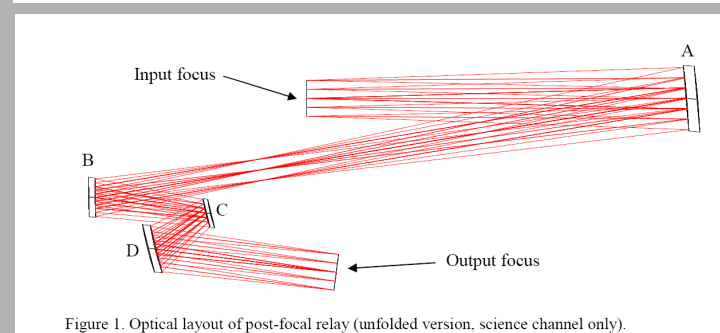 A
Input focus
B
C
D
Output focus
Figure 1. Optical layout of post-focal relay (unfolded version, science channel only).